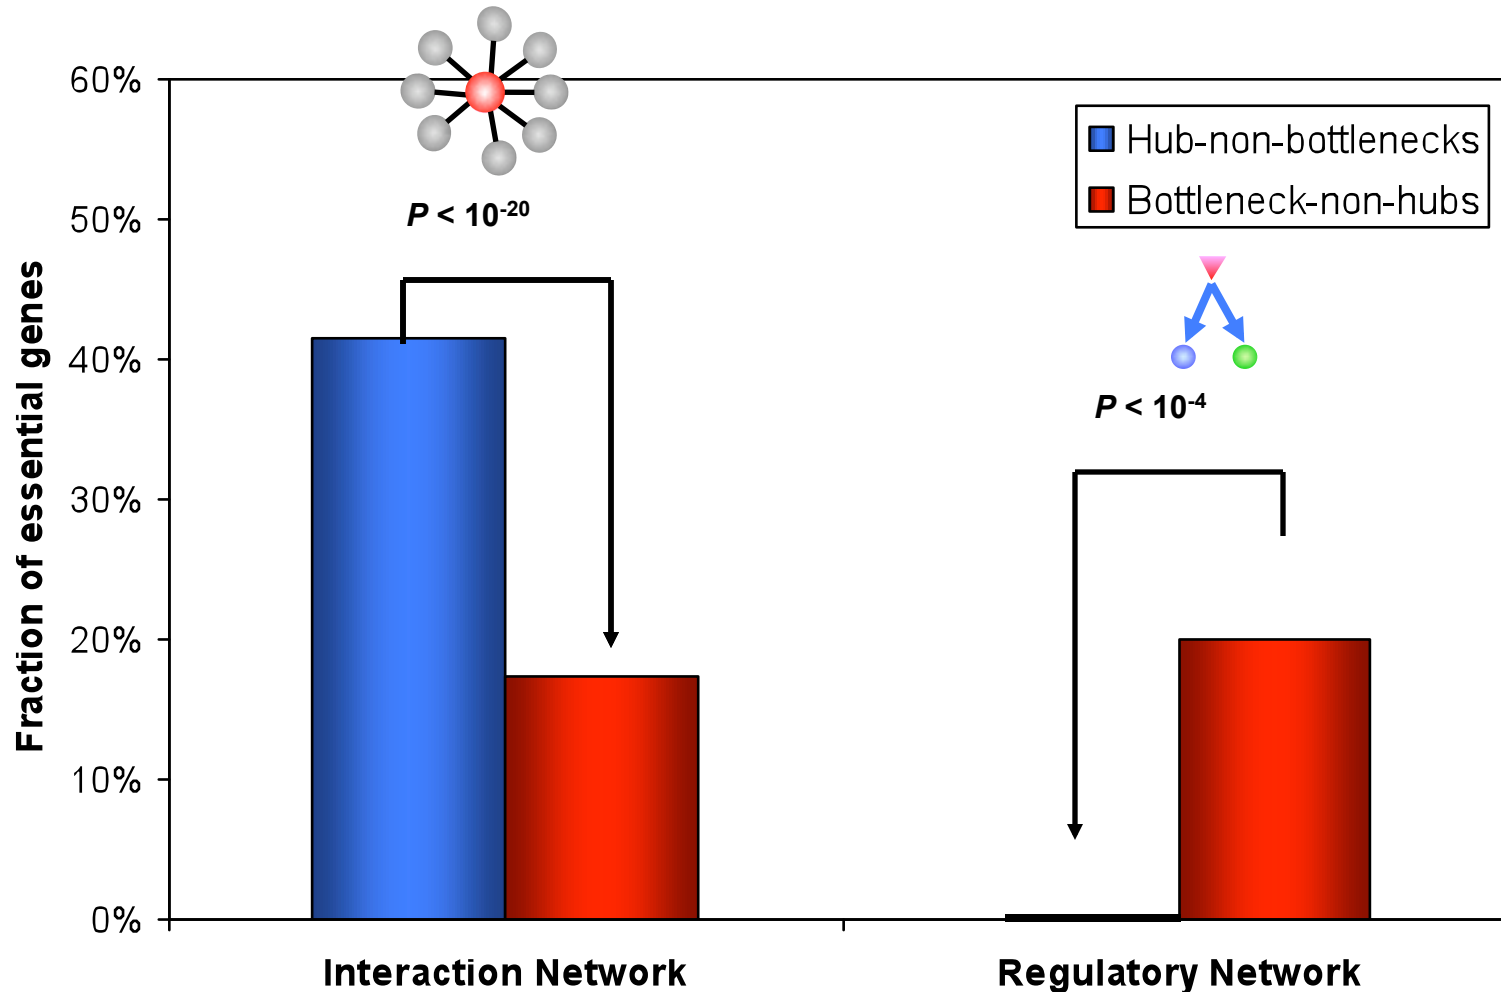 60%
50%
40%
30%
20%
10%
0%
Fraction of essential genes
P < 10-20
Hub-non-bottlenecks
Bottleneck-non-hubs
P < 10-4
Interaction Network
Regulatory Network